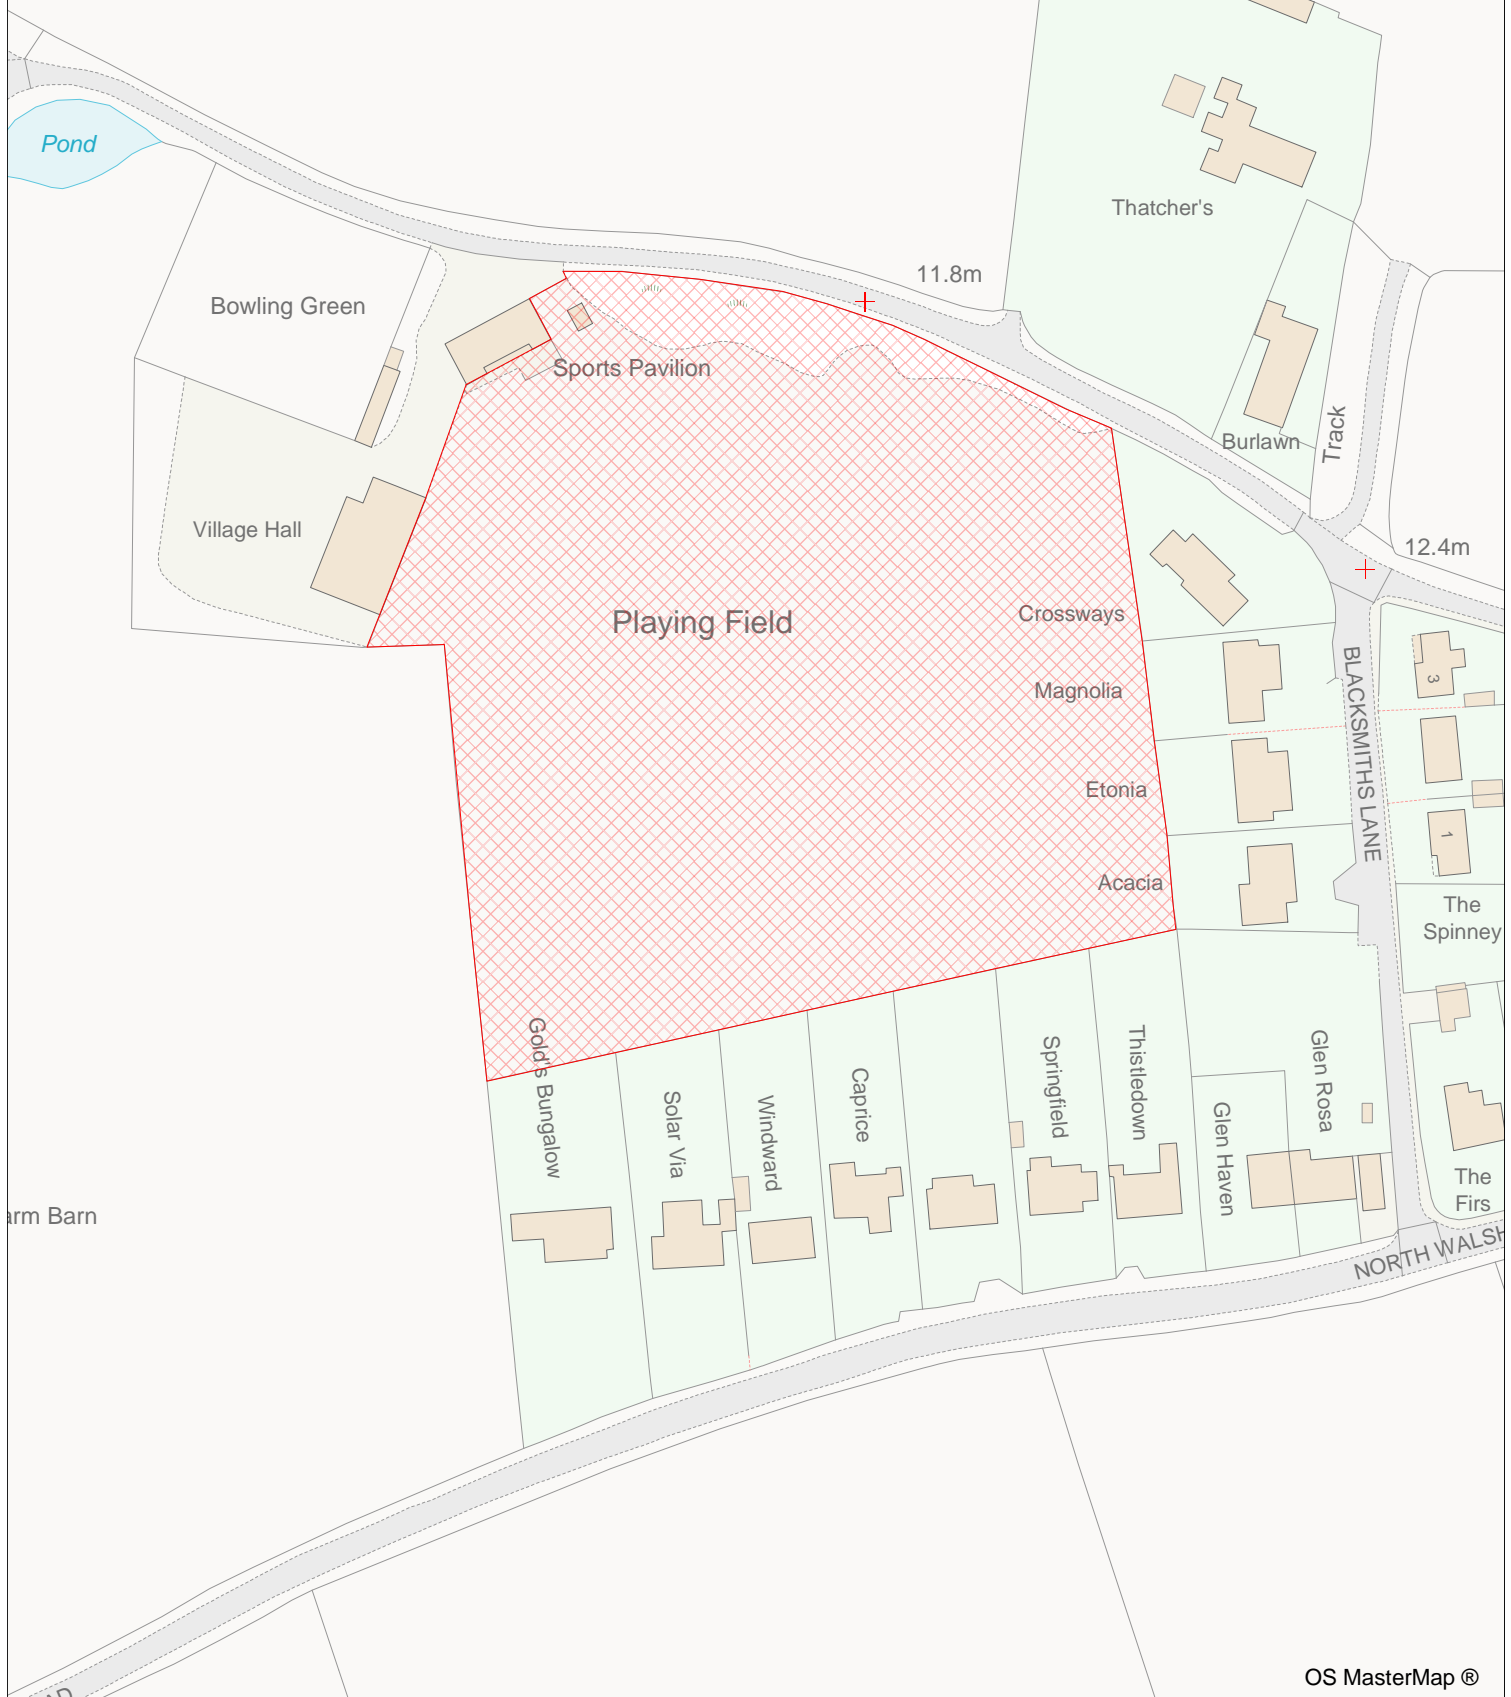 Pond
Thatcher's
11.8m
Bowling Green
Sports Pavilion
Track
Burlawn
Village Hall
12.4m
Playing Field
Crossways
BLACKSMITHS LANE
3
Magnolia
Etonia
1
Acacia
The
Spinney
Gold's Bungalow
Solar Via
Windward
Caprice
Springfield
Thistledown
Glen Haven
Glen Rosa
The
Firs
arm Barn
NORTH WALSH
AD
OS MasterMap ®